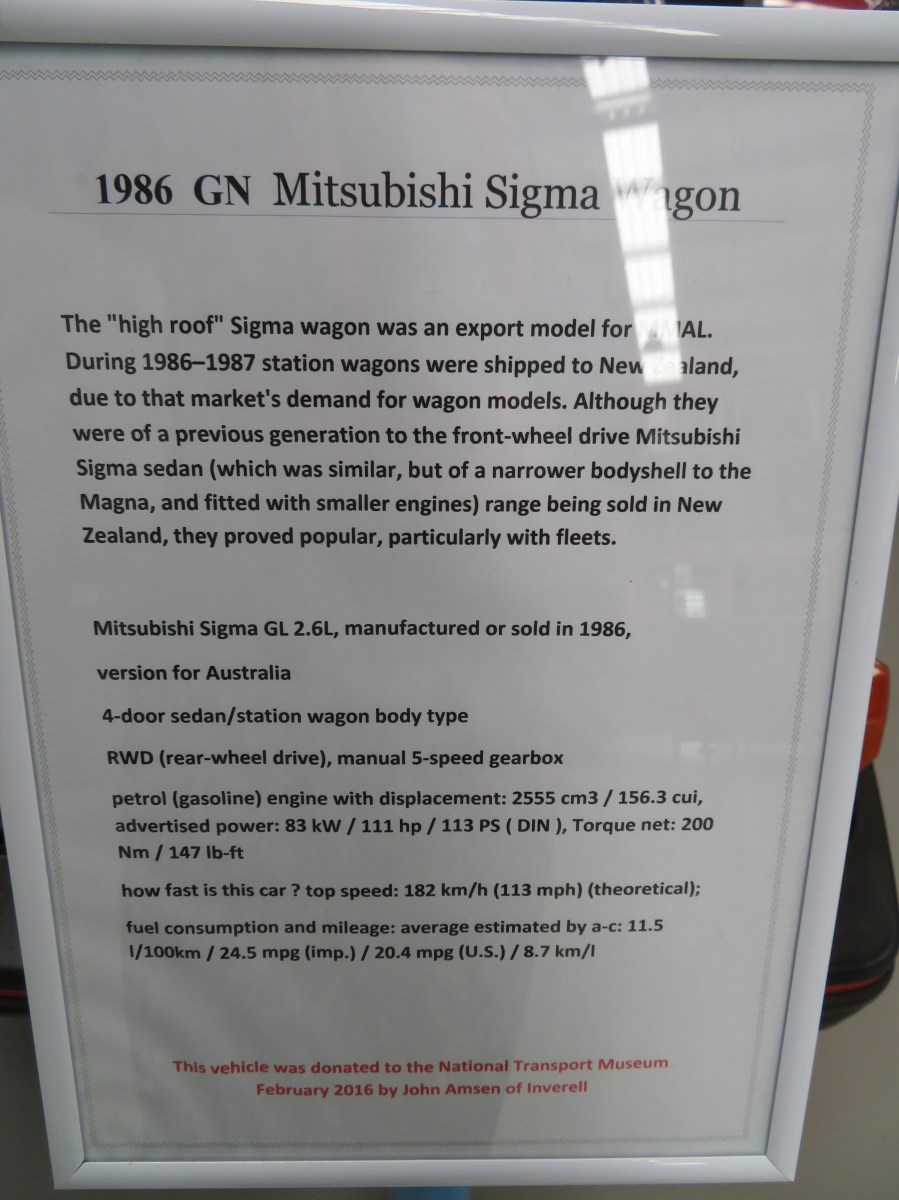 1986 GN Mitsubishi Sigma Wagon
The "high roof" Sigma wagon was an export model for MMAL.
During 1986–1987 station wagons were shipped to New Zealand,
due to that market's demand for wagon models. Although they
were of a previous generation to the front-wheel drive Mitsubishi
Sigma sedan (which was similar, but of a narrower bodyshell to the
Magna, and fitted with smaller engines) range being sold in New
Zealand, they proved popular, particularly with fleets.
Mitsubishi Sigma GL 2.6L, manufactured or sold in 1986,
version for Australia
4-door sedan/station wagon body type
RWD (rear-wheel drive), manual 5-speed gearbox
petrol (gasoline) engine with displacement: 2555 cm3 / 156.3 cui,
advertised power: 83 kW / 111 hp / 113 PS ( DIN ), Torque net: 200
Nm / 147 lb-ft
how fast is this car ? top speed: 182 km/h (113 mph) (theoretical);
fuel consumption and mileage: average estimated by a-c: 11.5
l/100km / 24.5 mpg (imp.) / 20.4 mpg (U.S.) / 8.7 km/l
This vehicle was donated to the National Transport Museum
February 2016 by John Amsen of Inverell